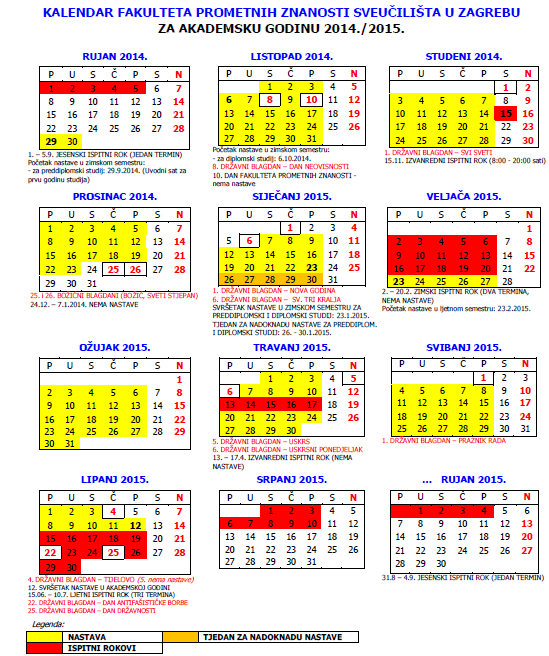 KALENDAR FAKULTETA PROMETNIH ZNANOSTI SVEUČILIŠTA U ZAGREBU
ZA AKADEMSKU GODINU 2014./2015.
RUJAN 2014.
P U S Č P S N
1 2 3 4 5 6 7
8 9 10 11 12 13 14
15 16 17 18 19 20 21
22 23 24 25 26 27 28
29 30
1. – 5.9. JESENSKI ISPITNI ROK (JEDAN TERMIN)
Početak nastave u zimskom semestru:
- za preddiplomski studij: 29.9.2014. (Uvodni sat za
prvu godinu studija)
LISTOPAD 2014.
P U S Č P S N
1 2 3 4 5
6 7 8 9 10 11 12
13 14 15 16 17 18 19
20 21 22 23 24 25 26
27 28 29 30 31
Početak nastave u zimskom semestru:
- za diplomski studij: 6.10.2014.
8. DRŽAVNI BLAGDAN – DAN NEOVISNOSTI
10. DAN FAKULTETA PROMETNIH ZNANOSTI -
nema nastave
STUDENI 2014.
P U S Č P S N
1 2
3 4 5 6 7 8 9
10 11 12 13 14 15 16
17 18 19 20 21 22 23
24 25 26 27 28 29 30
1. DRŽAVNI BLAGDAN – SVI SVETI
15.11. IZVANREDNI ISPITNI ROK (8:00 - 20:00 sati)
PROSINAC 2014.
P U S Č P S N
1 2 3 4 5 6 7
8 9 10 11 12 13 14
15 16 17 18 19 20 21
22 23 24 25 26 27 28
29 30 31
25. i 26. BOŽIĆNI BLAGDANI (BOŽIĆ, SVETI STJEPAN)
24.12. – 7.1.2014. NEMA NASTAVE
SIJEČANJ 2015.
P U S Č P S N
1 2 3 4
5 6 7 8 9 10 11
12 13 14 15 16 17 18
19 20 21 22 23 24 25
26 27 28 29 30 31
1. DRŽAVNI BLAGDAN – NOVA GODINA
6. DRŽAVNI BLAGDAN – SV. TRI KRALJA
SVRŠETAK NASTAVE U ZIMSKOM SEMESTRU ZA
PREDDIPLOMSKI I DIPLOMSKI STUDIJ: 23.1.2015.
TJEDAN ZA NADOKNADU NASTAVE ZA PREDDIPLOM.
I DIPLOMSKI STUDIJ: 26. - 30.1.2015.
VELJAČA 2015.
P U S Č P S N
1
2 3 4 5 6 7 8
9 10 11 12 13 14 15
16 17 18 19 20 21 22
23 24 25 26 27 28
2. – 20.2. ZIMSKI ISPITNI ROK (DVA TERMINA,
NEMA NASTAVE)
Početak nastave u ljetnom semestru: 23.2.2015.
OŽUJAK 2015.
P U S Č P S N
1
2 3 4 5 6 7 8
9 10 11 12 13 14 15
16 17 18 19 20 21 22
23 24 25 26 27 28 29
30 31
TRAVANJ 2015.
P U S Č P S N
1 2 3 4 5
6 7 8 9 10 11 12
13 14 15 16 17 18 19
20 21 22 23 24 25 26
27 28 29 30
5. DRŽAVNI BLAGDAN – USKRS
6. DRŽAVNI BLAGDAN – USKRSNI PONEDJELJAK
13. – 17.4. IZVANREDNI ISPITNI ROK (NEMA
NASTAVE)
SVIBANJ 2015.
P U S Č P S N
1 2 3
4 5 6 7 8 9 10
11 12 13 14 15 16 17
18 19 20 21 22 23 24
25 26 27 28 29 30 31
1. DRŽAVNI BLAGDAN – PRAZNIK RADA
LIPANJ 2015.
P U S Č P S N
1 2 3 4 5 6 7
8 9 10 11 12 13 14
15 16 17 18 19 20 21
22 23 24 25 26 27 28
29 30
4. DRŽAVNI BLAGDAN – TIJELOVO (5. nema nastave)
12. SVRŠETAK NASTAVE U AKADEMSKOJ GODINI
15.06. – 10.7. LJETNI ISPITNI ROK (TRI TERMINA)
22. DRŽAVNI BLAGDAN – DAN ANTIFAŠISTIČKE BORBE
25. DRŽAVNI BLAGDAN – DAN DRŽAVNOSTI
SRPANJ 2015.
P U S Č P S N
1 2 3 4 5
6 7 8 9 10 11 12
13 14 15 16 17 18 19
20 21 22 23 24 25 26
27 28 29 30 31
... RUJAN 2015.
P U S Č P S N
1 2 3 4 5 6
7 8 9 10 11 12 13
14 15 16 17 18 19 20
21 22 23 24 25 26 27
28 29 30
31.8 – 4.9. JESENSKI ISPITNI ROK (JEDAN TERMIN)
Legenda:
NASTAVA TJEDAN ZA NADOKNADU NASTAVE
ISPITNI ROKOVI